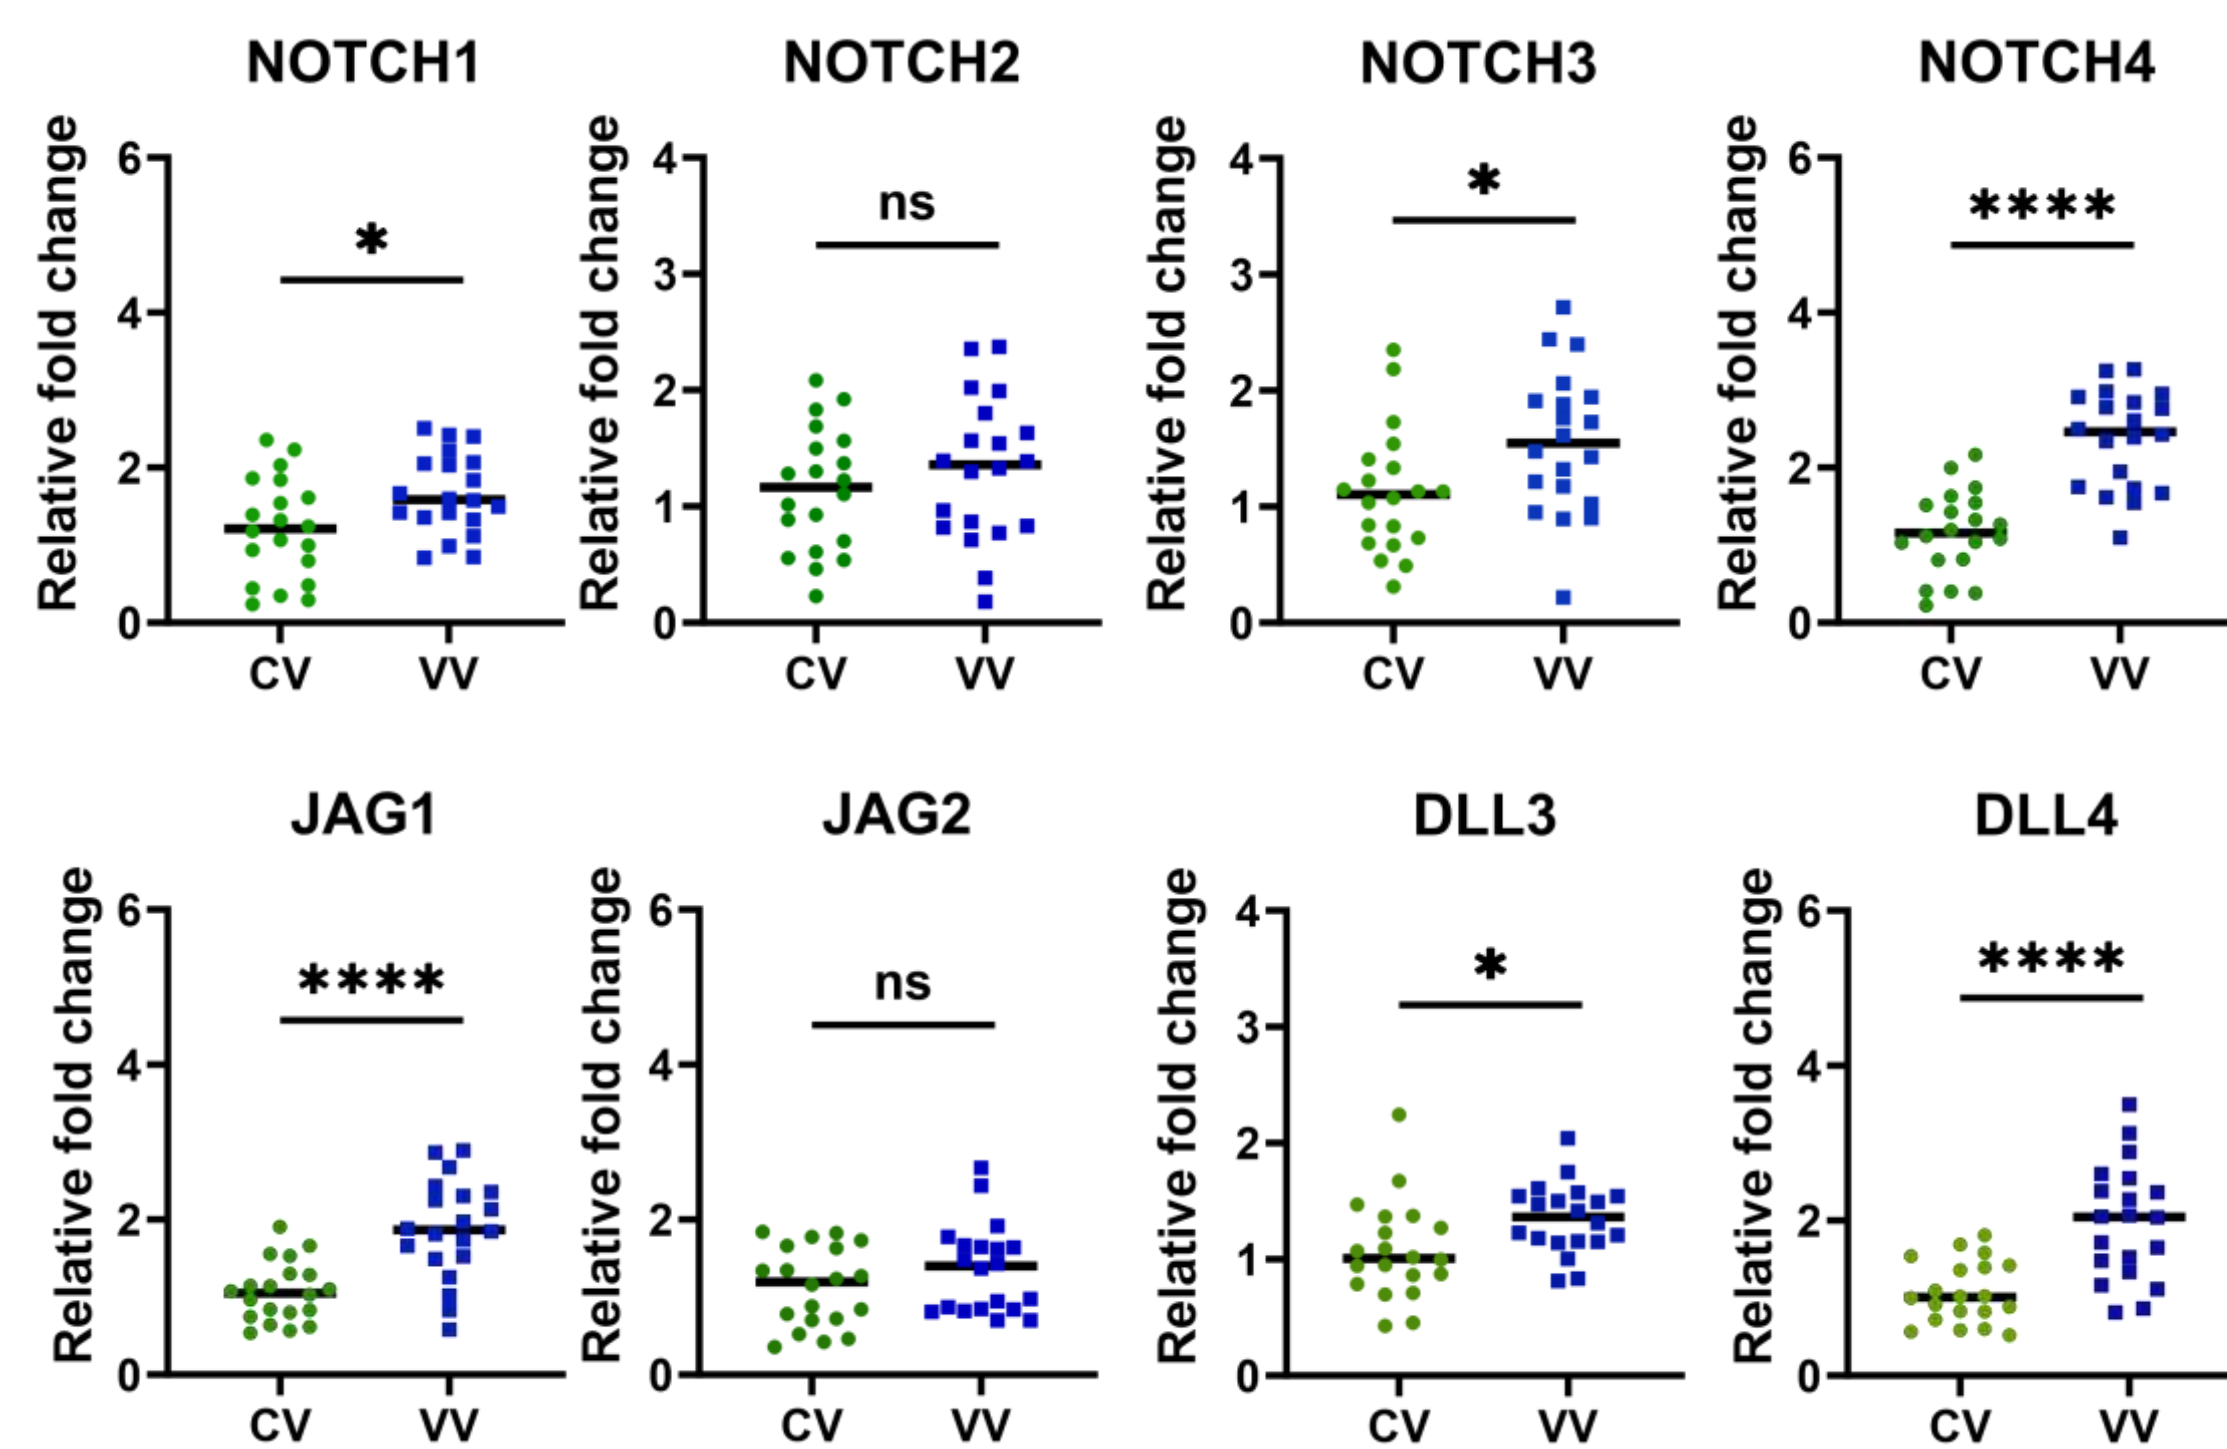 NOTCH1
Relative fold change
6
4
2
0
*
CV VV
NOTCH2
Relative fold change
4
3
2
1
0
ns
CV VV
NOTCH3
Relative fold change
4
3
2
1
0
*
CV VV
NOTCH4
Relative fold change
6
4
2
0
****
CV VV
JAG1
Relative fold change
6
4
2
0
****
CV VV
JAG2
Relative fold change
6
4
2
0
ns
CV VV
DLL3
Relative fold change
4
3
2
1
0
*
CV VV
DLL4
Relative fold change
6
4
2
0
****
CV VV